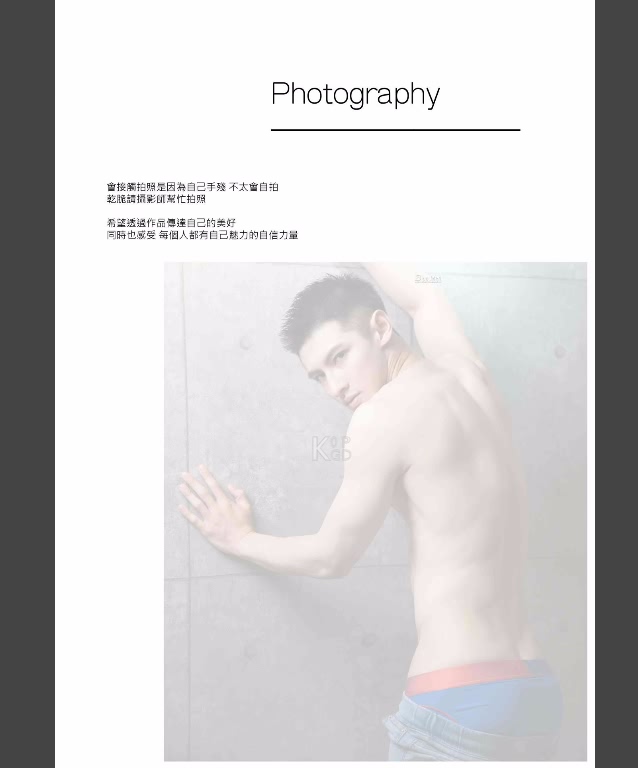 Photography
會接觸拍照是因為自己手殘 不太會自拍
乾脆請攝影師幫忙拍照
希望透過作品傳達自己的美好
同時也感受 每個人都有自己魅力的自信力量
KoP
Lab